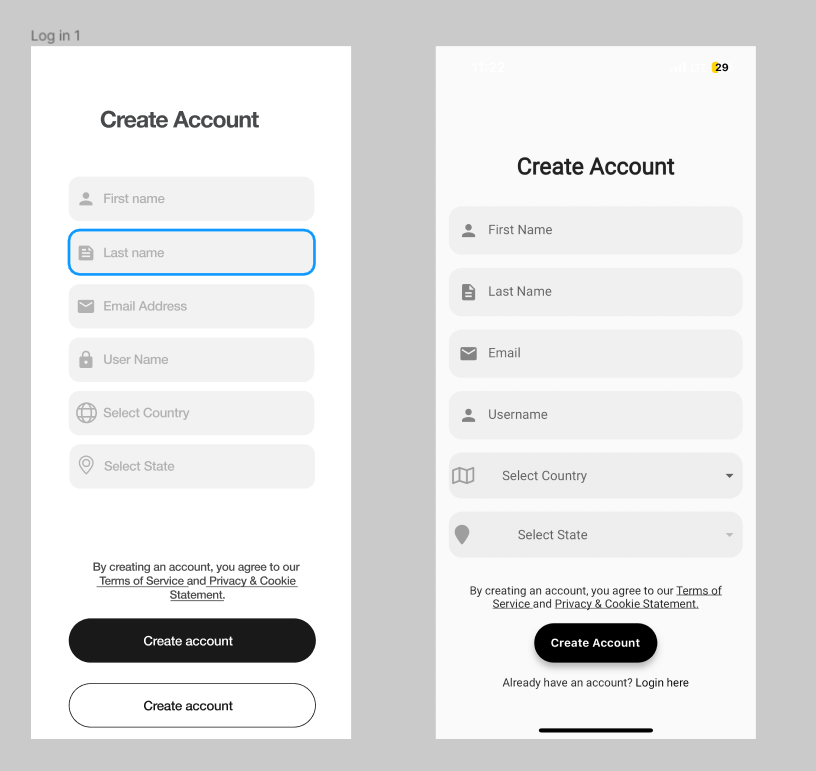 Log in 1
Create Account
First name
Last name
Email Address
User Name
Select Country
Select State
By creating an account, you agree to our
Terms of Service and Privacy & Cookie
Statement.
Create account
Create account
11:22
29
Create Account
First Name
Last Name
Email
Username
Select Country
Select State
By creating an account, you agree to our Terms of
Service and Privacy & Cookie Statement.
Create Account
Already have an account? Login here